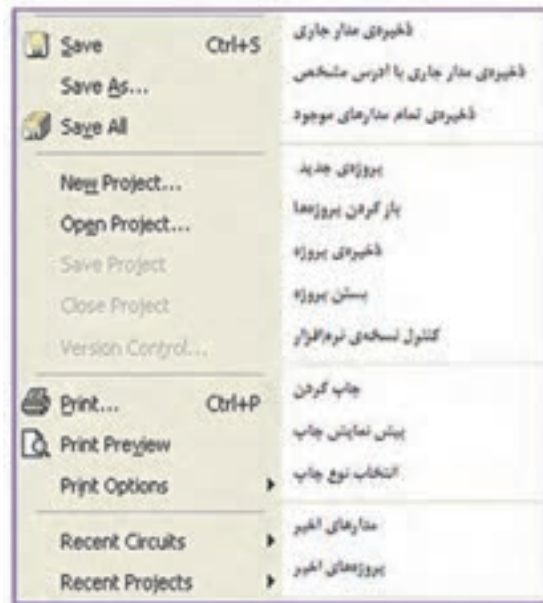 Save Ctrl+S ذخیره‌ی مدار جاری
Save As... ذخیره‌ی مدار جاری با آدرس مشخص
Save All ذخیره‌ی تمام مدارهای موجود
New Project... پروژه‌ی جدید
Open Project... باز کردن پروژه‌ها
Save Project ذخیره‌ی پروژه
Close Project بستن پروژه
Version Control... کنترل نسخه‌ی نرم‌افزار
Print... Ctrl+P چاپ کردن
Print Preview پیش نمایش چاپ
Print Options انتخاب نوع چاپ
Recent Circuits مدارهای اخیر
Recent Projects پروژه‌های اخیر